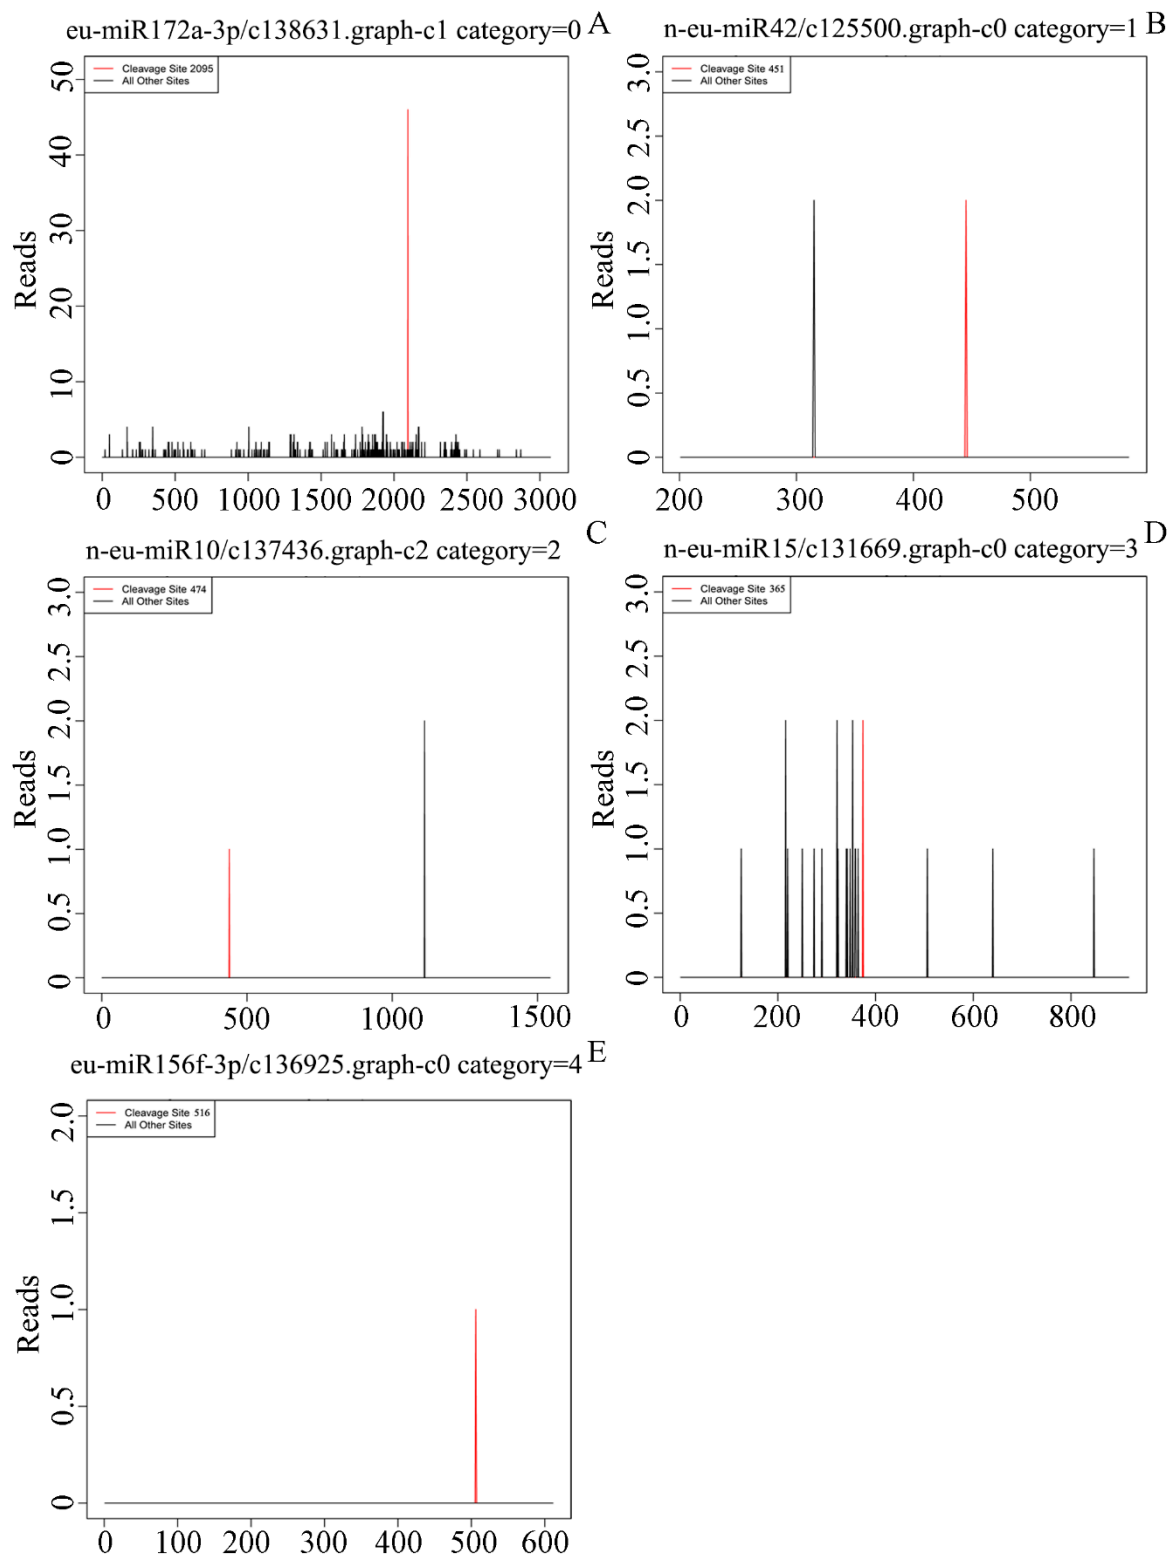 eu-miR172a-3p/c138631.graph-c1 category=0 A
Cleavage Site 2095
All Other Sites
Reads
50
40
30
20
10
0
0 500 1000 1500 2000 2500 3000
n-eu-miR42/c125500.graph-c0 category=1 B
Cleavage Site 451
All Other Sites
Reads
3.0
2.5
2.0
1.5
1.0
0.5
0
200 300 400 500
n-eu-miR10/c137436.graph-c2 category=2 C
Cleavage Site 474
All Other Sites
Reads
3.0
2.5
2.0
1.5
1.0
0.5
0
0 500 1000 1500
n-eu-miR15/c131669.graph-c0 category=3 D
Cleavage Site 365
All Other Sites
Reads
3.0
2.5
2.0
1.5
1.0
0.5
0
0 200 400 600 800
eu-miR156f-3p/c136925.graph-c0 category=4 E
Cleavage Site 516
All Other Sites
Reads
2.0
1.5
1.0
0.5
0
0 100 200 300 400 500 600